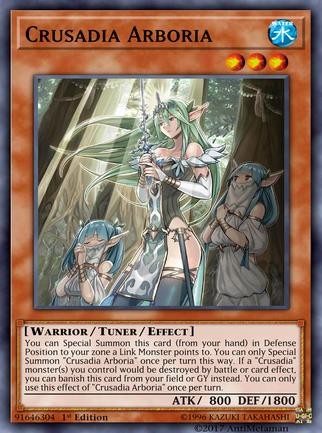 Crusadia Arboria
WATER
水
[Warrior/Tuner/Effect]
You can Special Summon this card (from your hand) in Defense
Position to your zone a Link Monster points to. You can only Special
Summon "Crusadia Arboria" once per turn this way. If a "Crusadia"
monster(s) you control would be destroyed by battle or card effect,
you can banish this card from your field or GY instead. You can only
use this effect of "Crusadia Arboria" once per turn.
ATK/ 800 DEF/1800
91646304 1st Edition ©1996 KAZUKI TAKAHASHI
©2017 AntiMetaman